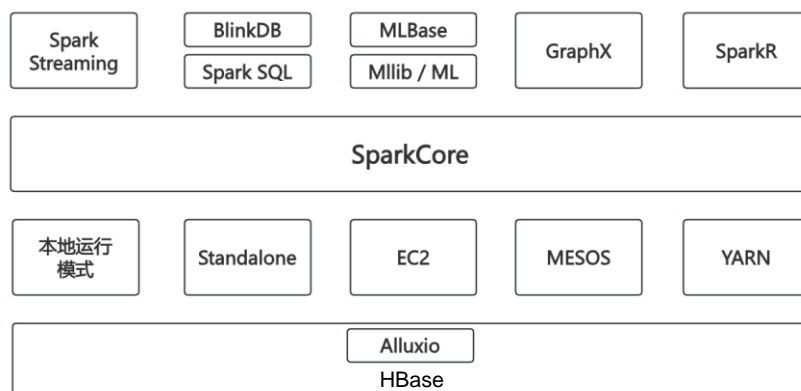 Spark
Streaming
BlinkDB
Spark SQL
MLBase
Mllib / ML
GraphX
SparkR
SparkCore
本地运行
模式
Standalone
EC2
MESOS
YARN
Alluxio
HBase